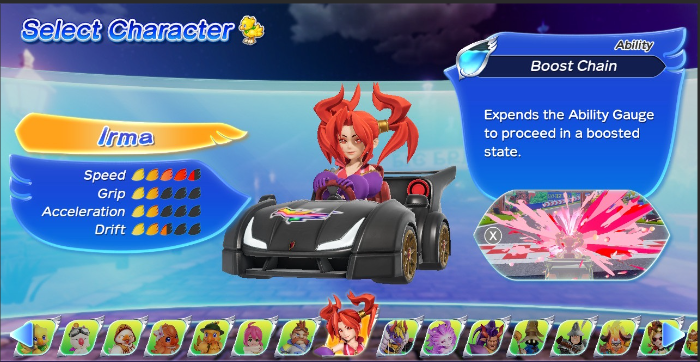 Select Character
Ability
Boost Chain
Expends the Ability Gauge
to proceed in a boosted
state.
Irma
Speed
Grip
Acceleration
Drift
X